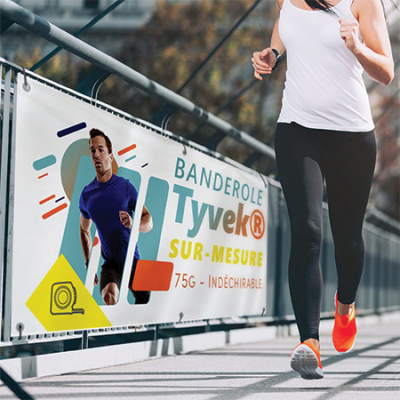 BANDEROLE
Tyvek®
SUR-MESURE
75G - INDÉCHIRABLE